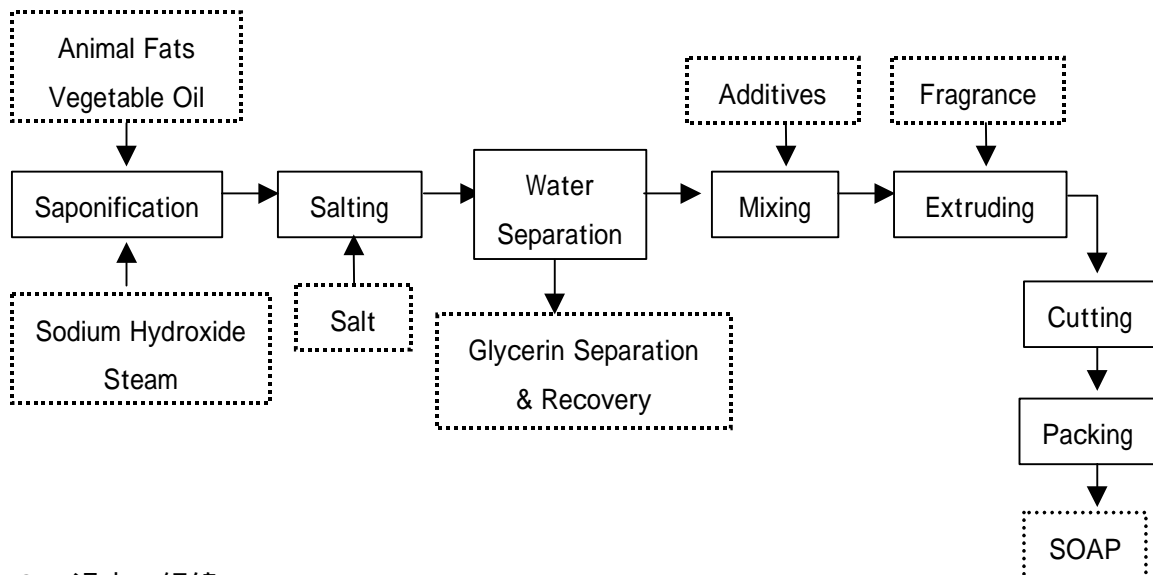 Animal Fats
Vegetable Oil
Additives
Fragrance
Saponification
Salting
Water
Separation
Mixing
Extruding
Sodium Hydroxide
Steam
Salt
Glycerin Separation
& Recovery
Cutting
Packing
SOAP